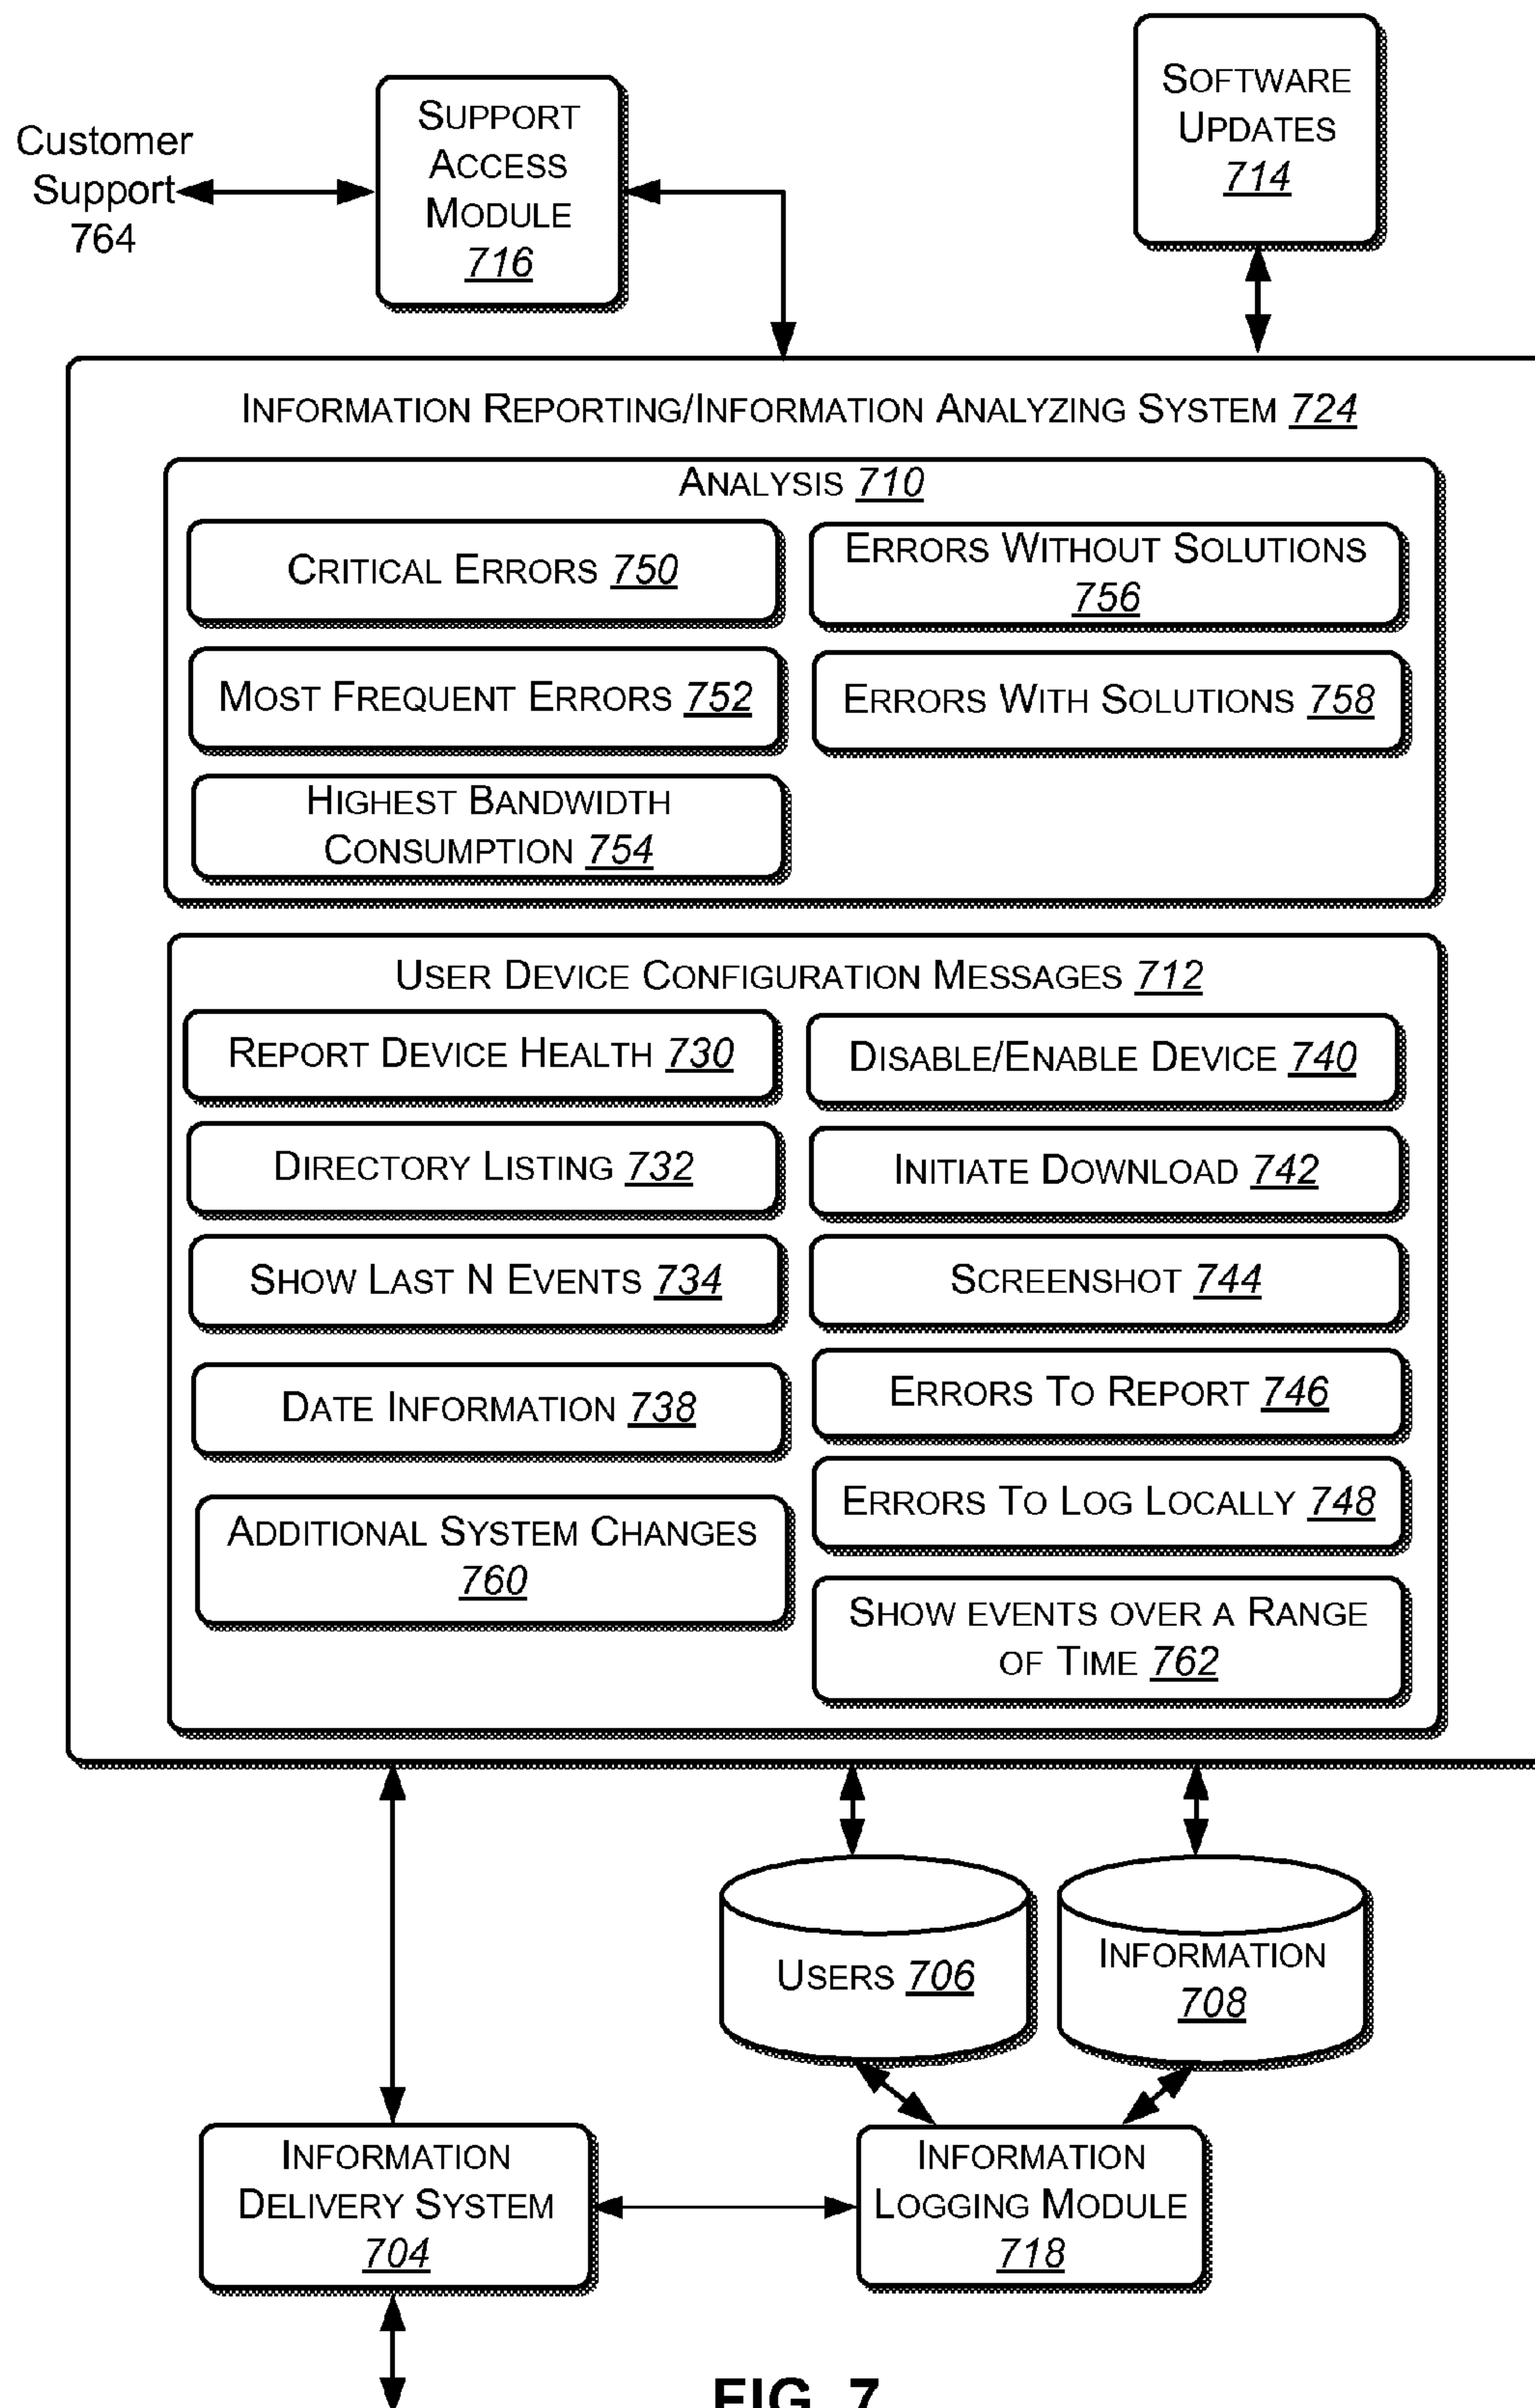 Customer
Support
764
SUPPORT
ACCESS
MODULE
716
SOFTWARE
UPDATES
714
INFORMATION REPORTING/INFORMATION ANALYZING SYSTEM 724
ANALYSIS 710
CRITICAL ERRORS 750
ERRORS WITHOUT SOLUTIONS
756
MOST FREQUENT ERRORS 752
ERRORS WITH SOLUTIONS 758
HIGHEST BANDWIDTH
CONSUMPTION 754
USER DEVICE CONFIGURATION MESSAGES 712
REPORT DEVICE HEALTH 730
DISABLE/ENABLE DEVICE 740
DIRECTORY LISTING 732
INITIATE DOWNLOAD 742
SHOW LAST N EVENTS 734
SCREENSHOT 744
DATE INFORMATION 738
ERRORS TO REPORT 746
ADDITIONAL SYSTEM CHANGES
760
ERRORS TO LOG LOCALLY 748
SHOW EVENTS OVER A RANGE
OF TIME 762
USERS 706
INFORMATION
708
INFORMATION
DELIVERY SYSTEM
704
INFORMATION
LOGGING MODULE
718
FIG. 7